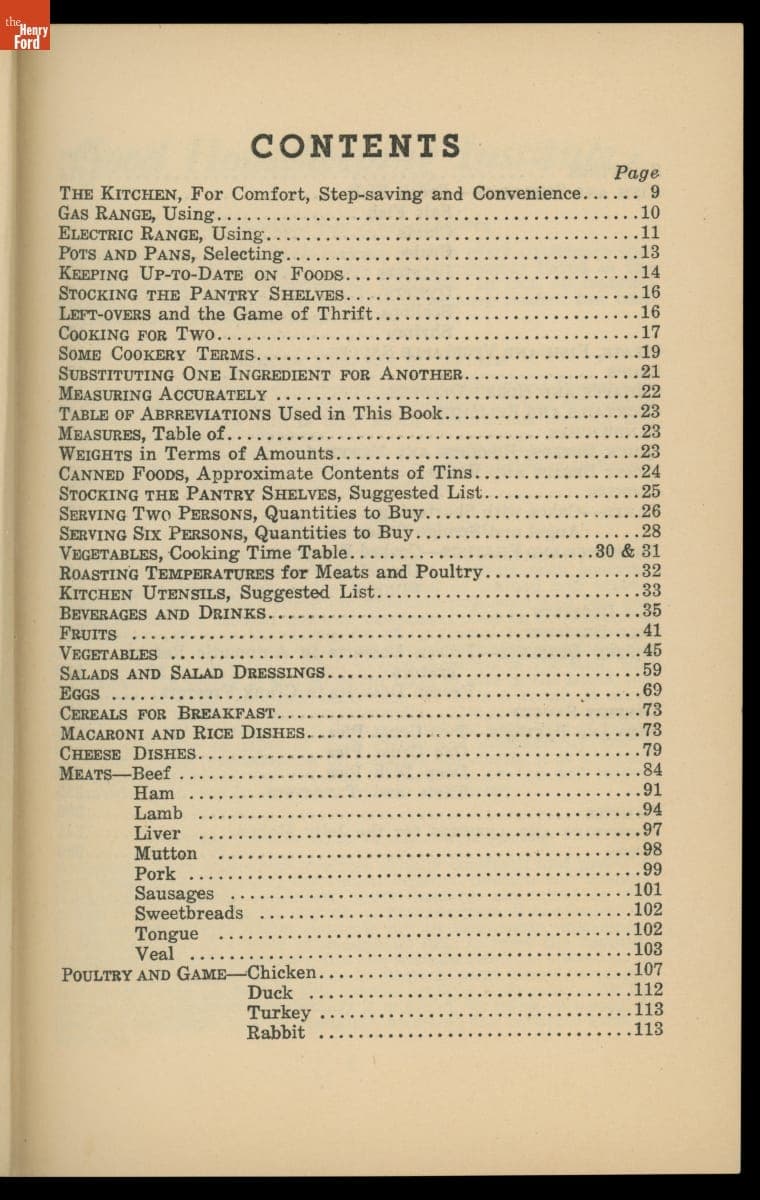 the
Henry
Ford
CONTENTS
Page
THE KITCHEN, For Comfort, Step-saving and Convenience...... 9
GAS RANGE, Using..........................................10
ELECTRIC RANGE, Using.....................................11
POTS AND PANS, Selecting..................................13
KEEPING UP-TO-DATE ON FOODS...............................14
STOCKING THE PANTRY SHELVES...............................16
LEFT-OVERS and the Game of Thrift.........................16
COOKING FOR TWO...........................................17
SOME COOKERY TERMS........................................19
SUBSTITUTING ONE INGREDIENT FOR ANOTHER...................21
MEASURING ACCURATELY .....................................22
TABLE OF ABBREVIATIONS Used in This Book..................23
MEASURES, Table of........................................23
WEIGHTS in Terms of Amounts...............................23
CANNED FOODS, Approximate Contents of Tins................24
STOCKING THE PANTRY SHELVES, Suggested List...............25
SERVING TWO PERSONS, Quantities to Buy....................26
SERVING SIX PERSONS, Quantities to Buy....................28
VEGETABLES, Cooking Time Table.........................30 & 31
ROASTING TEMPERATURES for Meats and Poultry...............32
KITCHEN UTENSILS, Suggested List..........................33
BEVERAGES AND DRINKS......................................35
FRUITS ...................................................41
VEGETABLES ...............................................45
SALADS AND SALAD DRESSINGS................................59
EGGS .....................................................69
CEREALS FOR BREAKFAST.....................................73
MACARONI AND RICE DISHES..................................73
CHEESE DISHES.............................................79
MEATS—Beef ...............................................84
Ham ..............................................91
Lamb .............................................94
Liver ............................................97
Mutton ...........................................98
Pork .............................................99
Sausages ........................................101
Sweetbreads .....................................102
Tongue ..........................................102
Veal ............................................103
POULTRY AND GAME—Chicken.................................107
Duck .................................112
Turkey ...............................113
Rabbit ...............................113